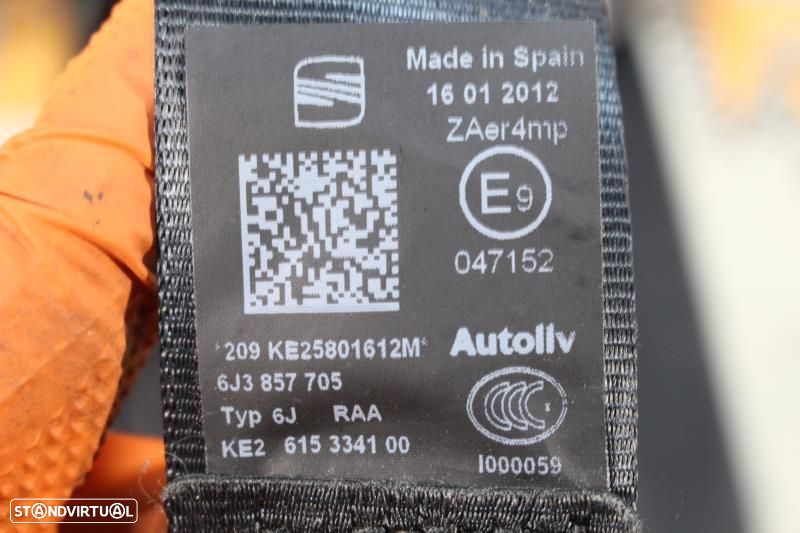 Made in Spain
16 01 2012
ZAer4mp
E9
047152
*209 KE25801612M*
Autoliv
6J3 857 705
Typ 6J RAA
CCC
KE2 615 3341 00
I000059
STANDVIRTUAL